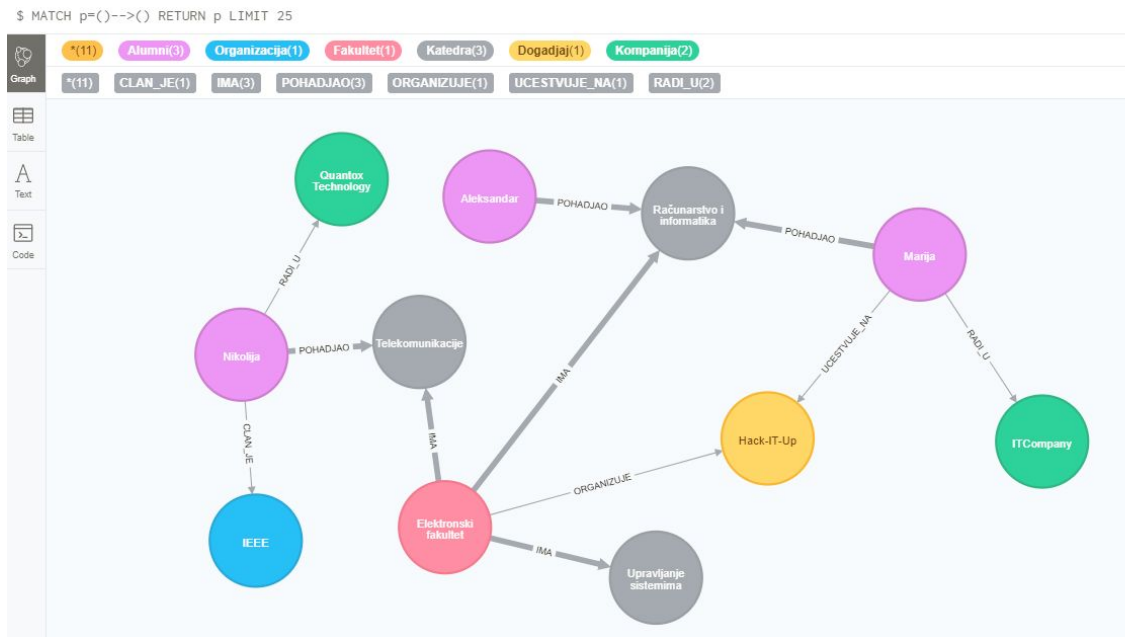 $ MATCH p=()-->() RETURN p LIMIT 25
*(11) Alumni(3) Organizacija(1) Fakultet(1) Katedra(3) Dogadjaj(1) Kompanija(2)
*(11) CLAN_JE(1) IMA(3) POHADJAO(3) ORGANIZUJE(1) UCESTVUJE_NA(1) RADI_U(2)
Graph
Table
Text
Code
Quantox
Technology
Aleksandar
POHADJAO
Računarstvo i
informatika
POHADJAO
Marija
RADI_U
Nikolija
POHADJAO
Telekomunikacije
IMA
UCESTVUJE_NA
RADI_U
CLAN_JE
IMA
Hack-IT-Up
ITCompany
ORGANIZUJE
IEEE
Elektronski
fakultet
IMA
Upravljanje
sistemima